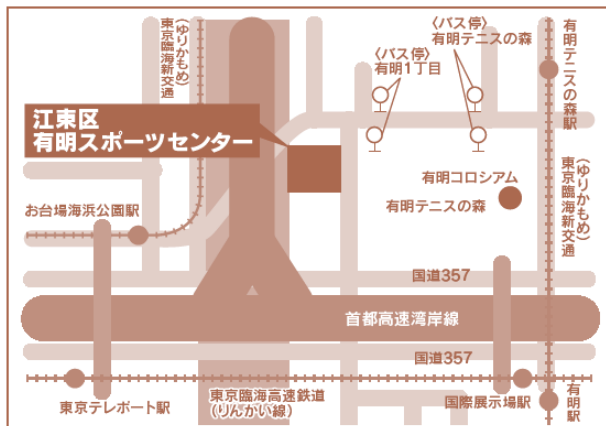 東京臨海新交通
(ゆりかもめ)
〈バス停〉
有明テニスの森
〈バス停〉
有明1丁目
有明テニスの森駅
江東区
有明スポーツセンター
有明コロシアム
有明テニスの森
東京臨海新交通
(ゆりかもめ)
お台場海浜公園駅
国道357
首都高速湾岸線
国道357
東京テレポート駅
東京臨海高速鉄道
(りんかい線)
国際展示場駅
有明駅